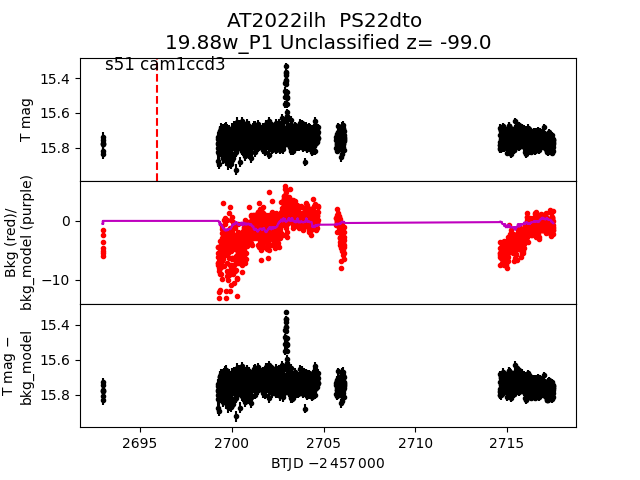 AT2022ilh  PS22dto
19.88w_P1 Unclassified z= -99.0
s51 cam1ccd3
15.4
15.6
15.8
T mag
0
−10
Bkg (red)/
bkg_model (purple)
15.4
15.6
15.8
T mag −
bkg_model
2695
2700
2705
2710
2715
BTJD −2 457 000